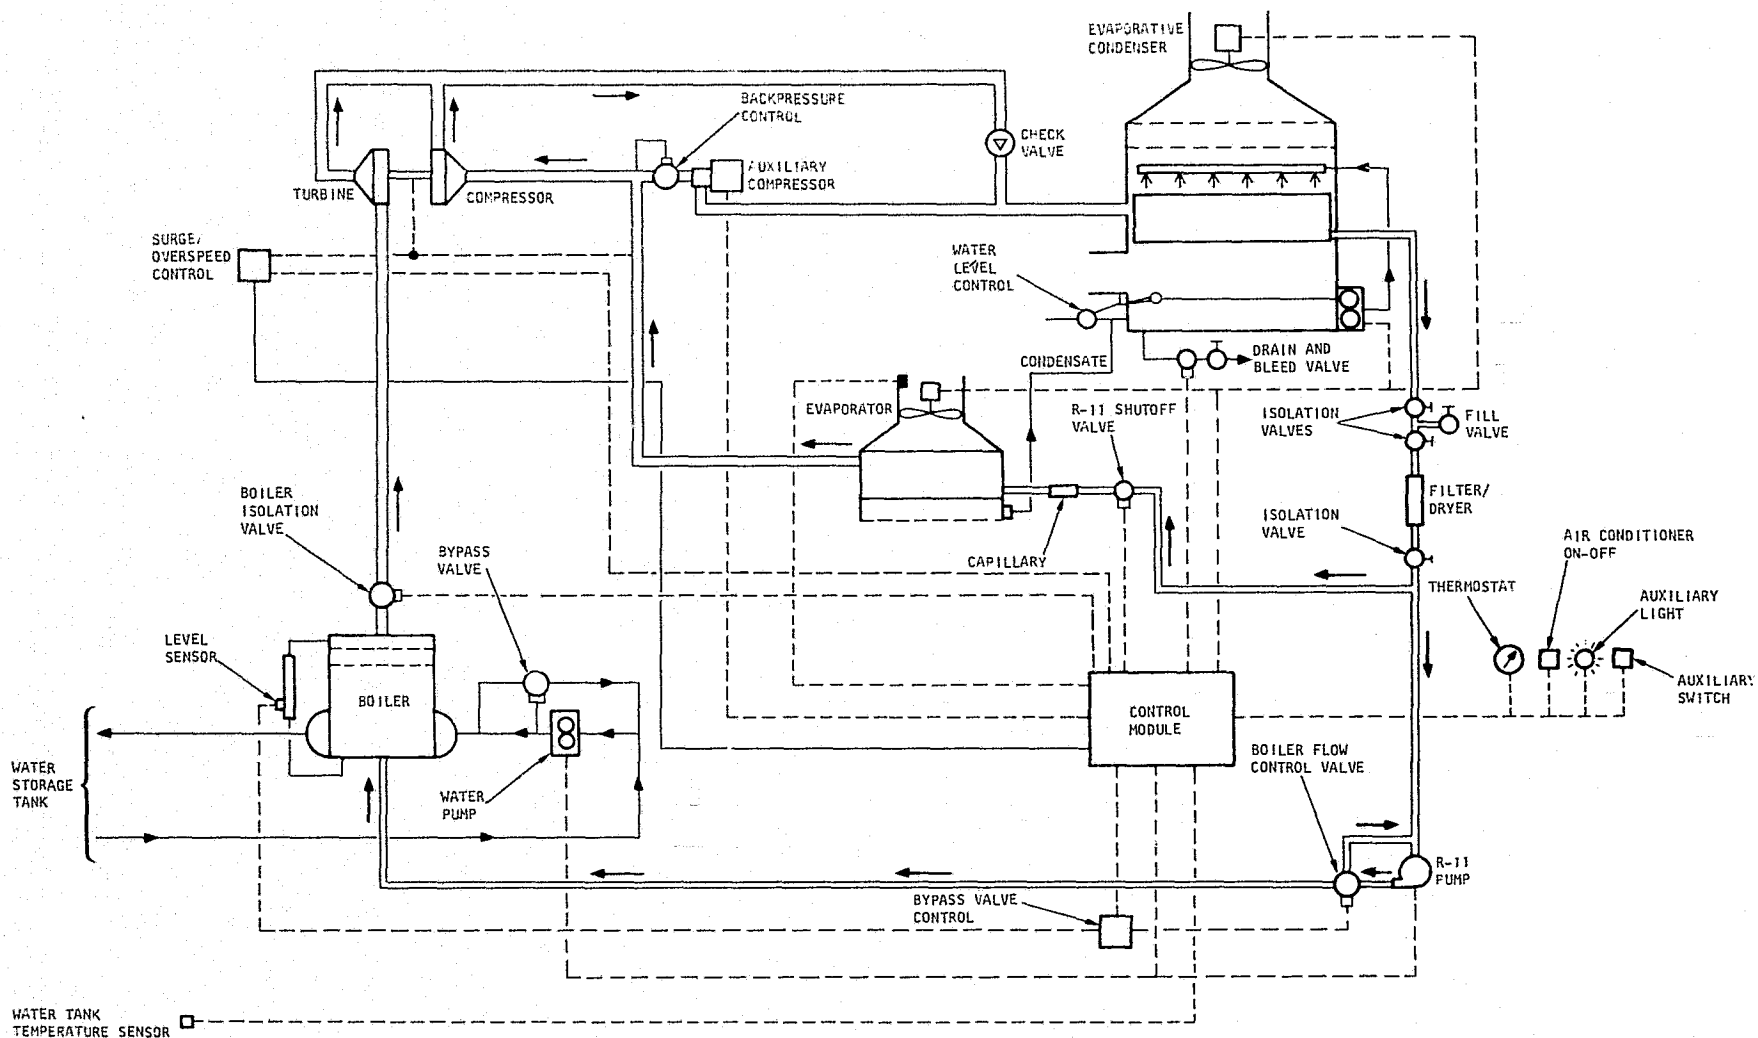 EVAPORATIVE
CONDENSER
BACKPRESSURE
CONTROL
CHECK
VALVE
AUXILIARY
COMPRESSOR
TURBINE
COMPRESSOR
SURGE/
OVERSPEED
CONTROL
WATER
LEVEL
CONTROL
CONDENSATE
DRAIN AND
BLEED VALVE
EVAPORATOR
R-11 SHUTOFF
VALVE
ISOLATION
VALVES
FILL
VALVE
BOILER
ISOLATION
VALVE
FILTER/
DRYER
ISOLATION
VALVE
BYPASS
VALVE
CAPILLARY
AIR CONDITIONER
ON-OFF
THERMOSTAT
AUXILIARY
LIGHT
LEVEL
SENSOR
BOILER
AUXILIARY
SWITCH
CONTROL
MODULE
BOILER FLOW
CONTROL VALVE
WATER
STORAGE
TANK
WATER
PUMP
R-11
PUMP
BYPASS VALVE
CONTROL
WATER TANK
TEMPERATURE SENSOR